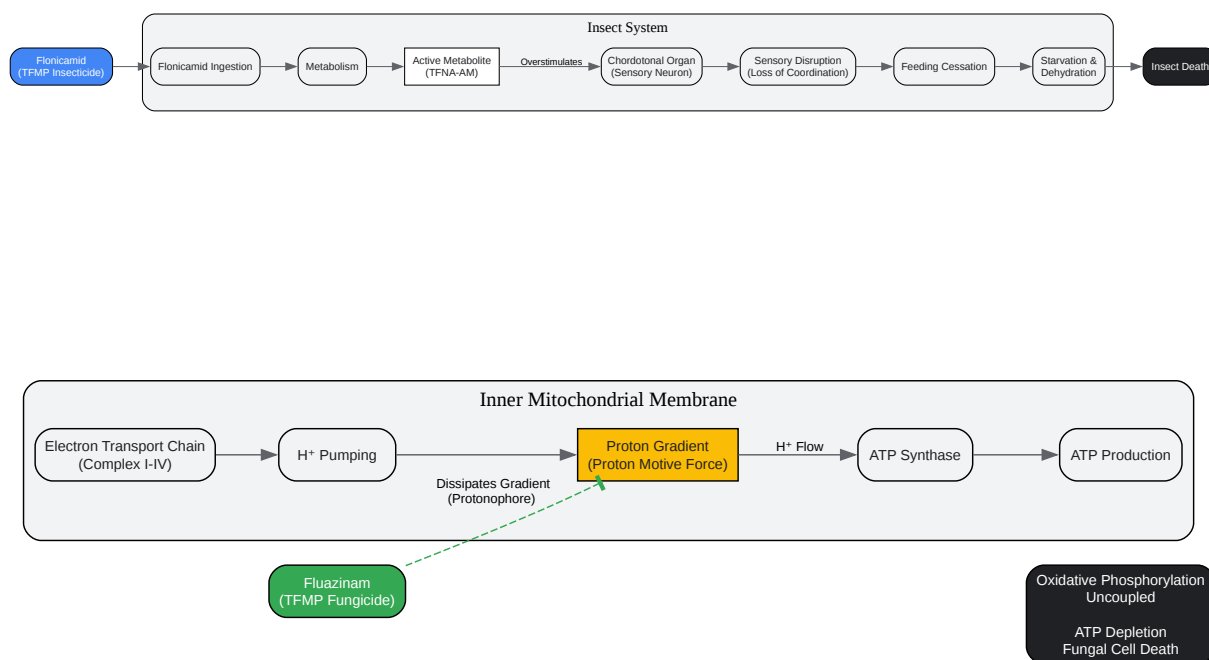 Insect System
Flonicamid
(TFMP Insecticide)
Flonicamid Ingestion
Metabolism
Active Metabolite
(TFNA-AM)
Overstimulates
Chordotonal Organ
(Sensory Neuron)
Sensory Disruption
(Loss of Coordination)
Feeding Cessation
Starvation &
Dehydration
Insect Death
Inner Mitochondrial Membrane
Electron Transport Chain
(Complex I-IV)
H⁺ Pumping
Proton Gradient
(Proton Motive Force)
H⁺ Flow
ATP Synthase
ATP Production
Dissipates Gradient
(Protonophore)
Fluazinam
(TFMP Fungicide)
Oxidative Phosphorylation
Uncoupled
ATP Depletion
Fungal Cell Death